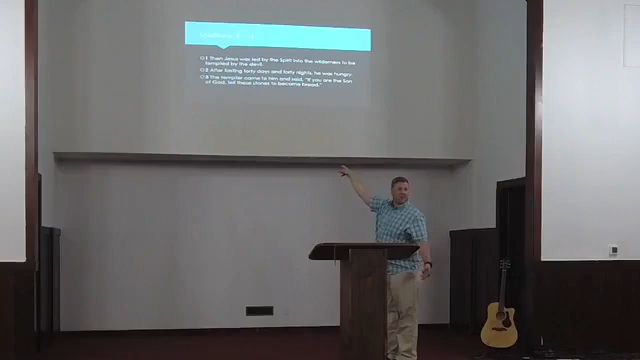 1 Then Jesus was led by the Spirit into the wilderness to be
tempted by the devil.
2 After fasting forty days and forty nights, he was hungry
3 The tempter came to him and said, "If you are the Son
of God, tell these stones to become bread."